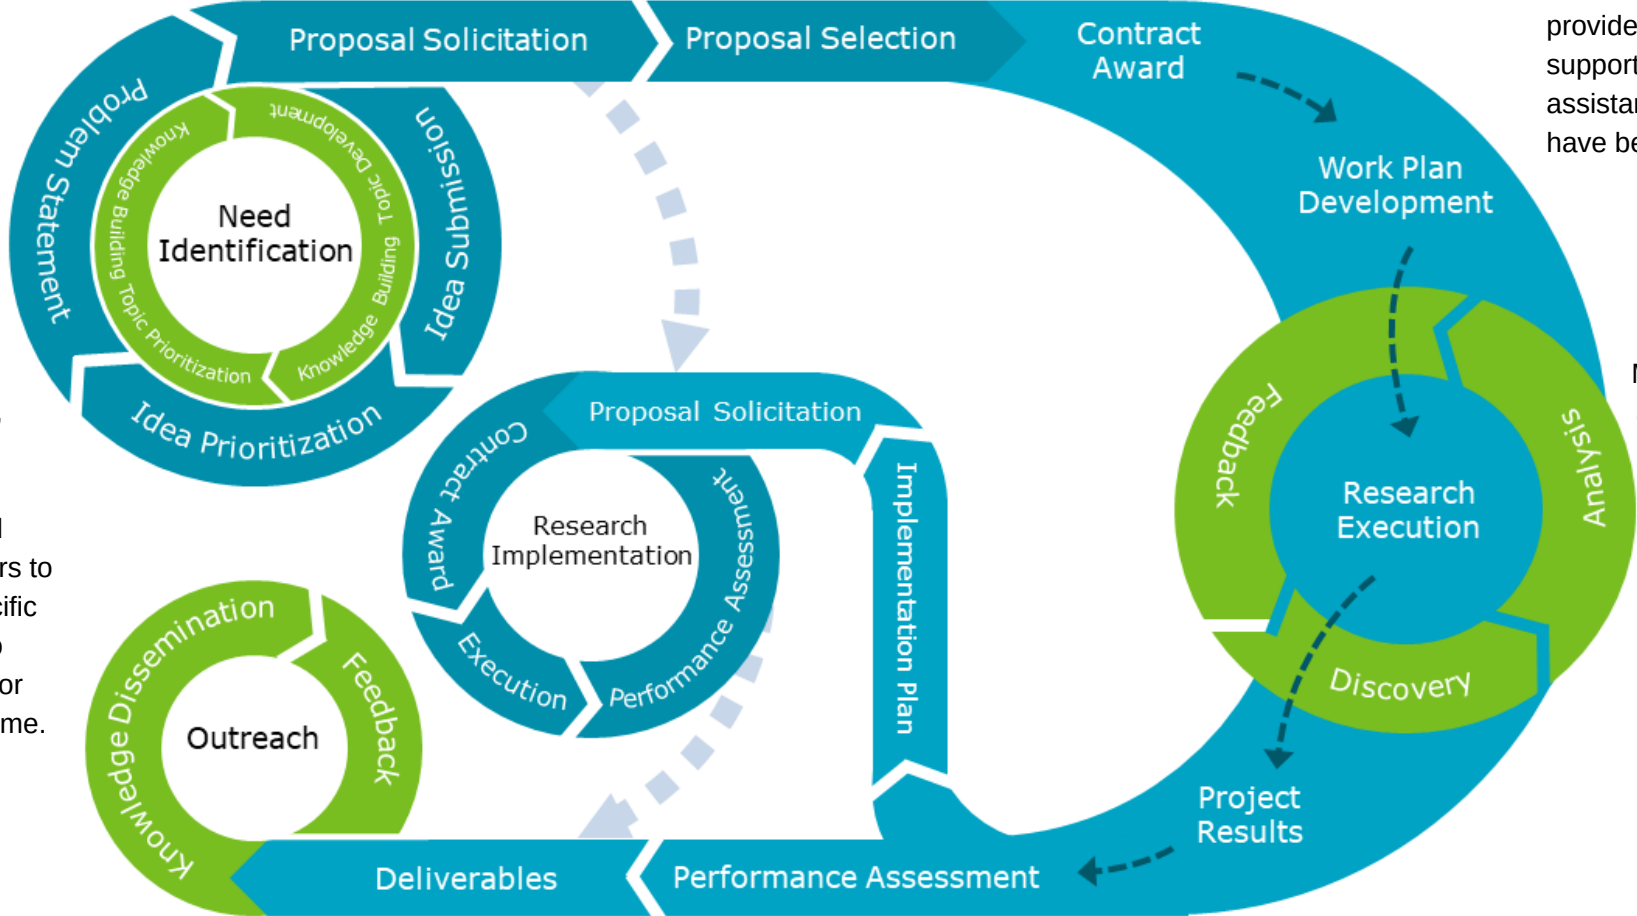 Proposal Solicitation
Proposal Selection
Contract
Award
Work Plan
Development
Problem Statement
Idea Submission
Idea Prioritization
Knowledge Building
Topic Development
Knowledge Building
Topic Prioritization
Need
Identification
Feedback
Analysis
Discovery
Research
Execution
Project
Results
Proposal Solicitation
Contract Award
Execution
Performance Assessment
Research
Implementation
Implementation Plan
Performance Assessment
Deliverables
Knowledge Dissemination
Feedback
Outreach
provide
support
have be
rs to
or
me.